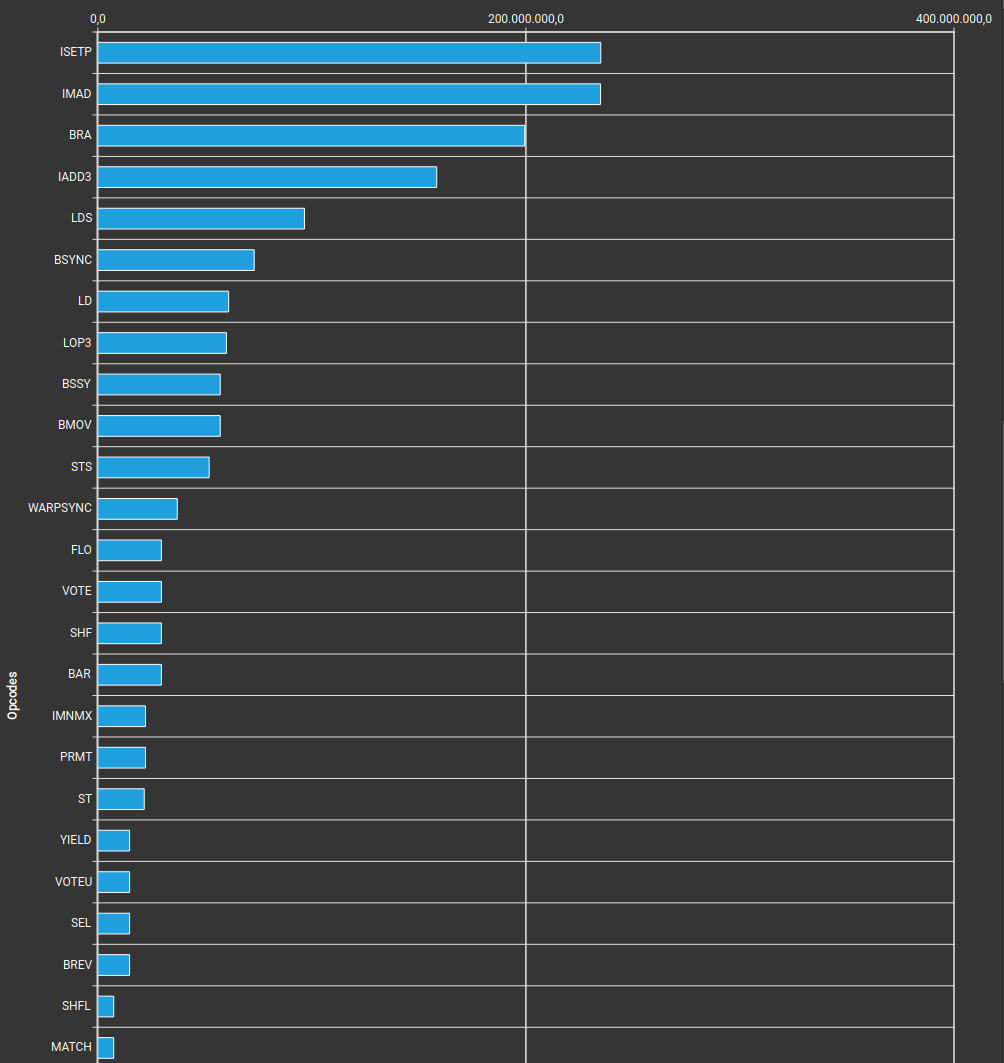 0,0 200.000.000,0 400.000.000,0
ISETP
IMAD
BRA
IADD3
LDS
BSYNC
LD
LOP3
BSSY
BMOV
STS
WARPSYNC
FLO
VOTE
SHF
BAR
Opcodes
IMNMX
PRMT
ST
YIELD
VOTEU
SEL
BREV
SHFL
MATCH